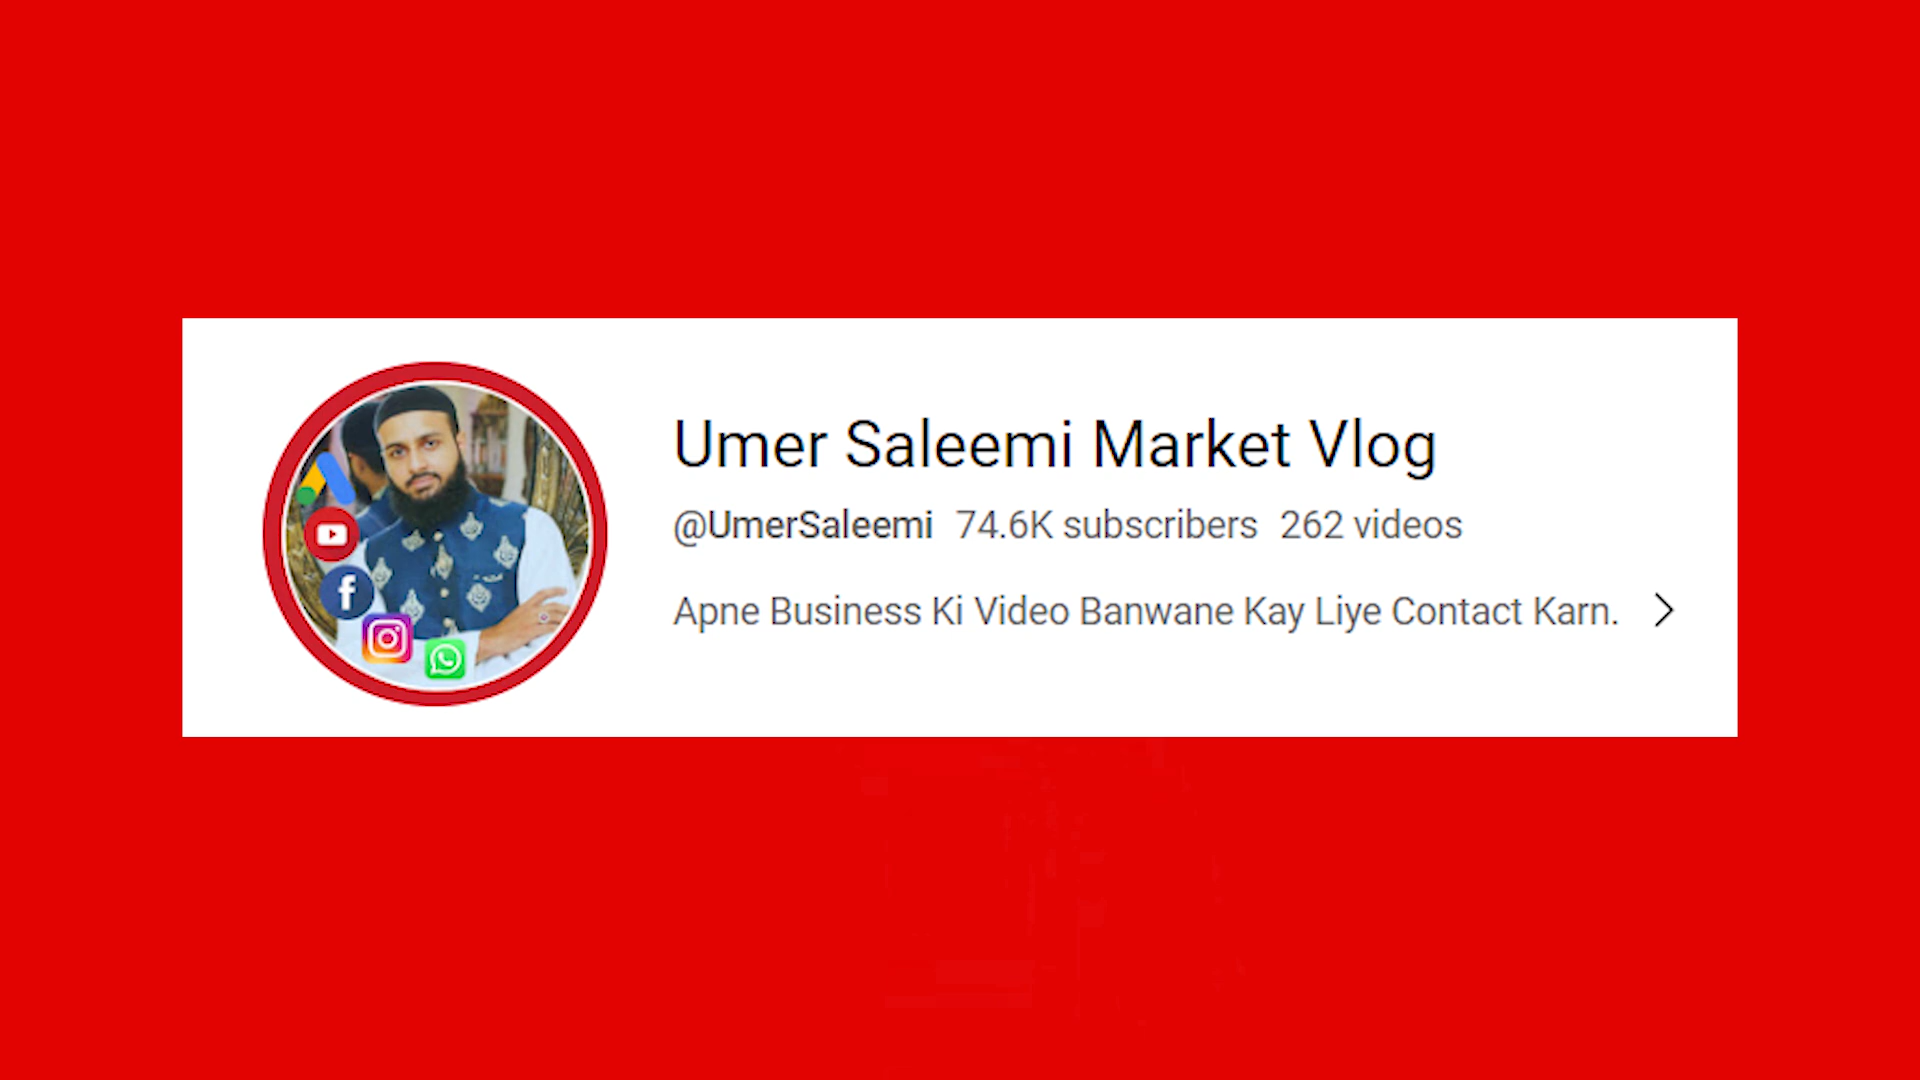 Umer Saleemi Market Vlog
@UmerSaleemi 74.6K subscribers 262 videos
Apne Business Ki Video Banwane Kay Liye Contact Karn.